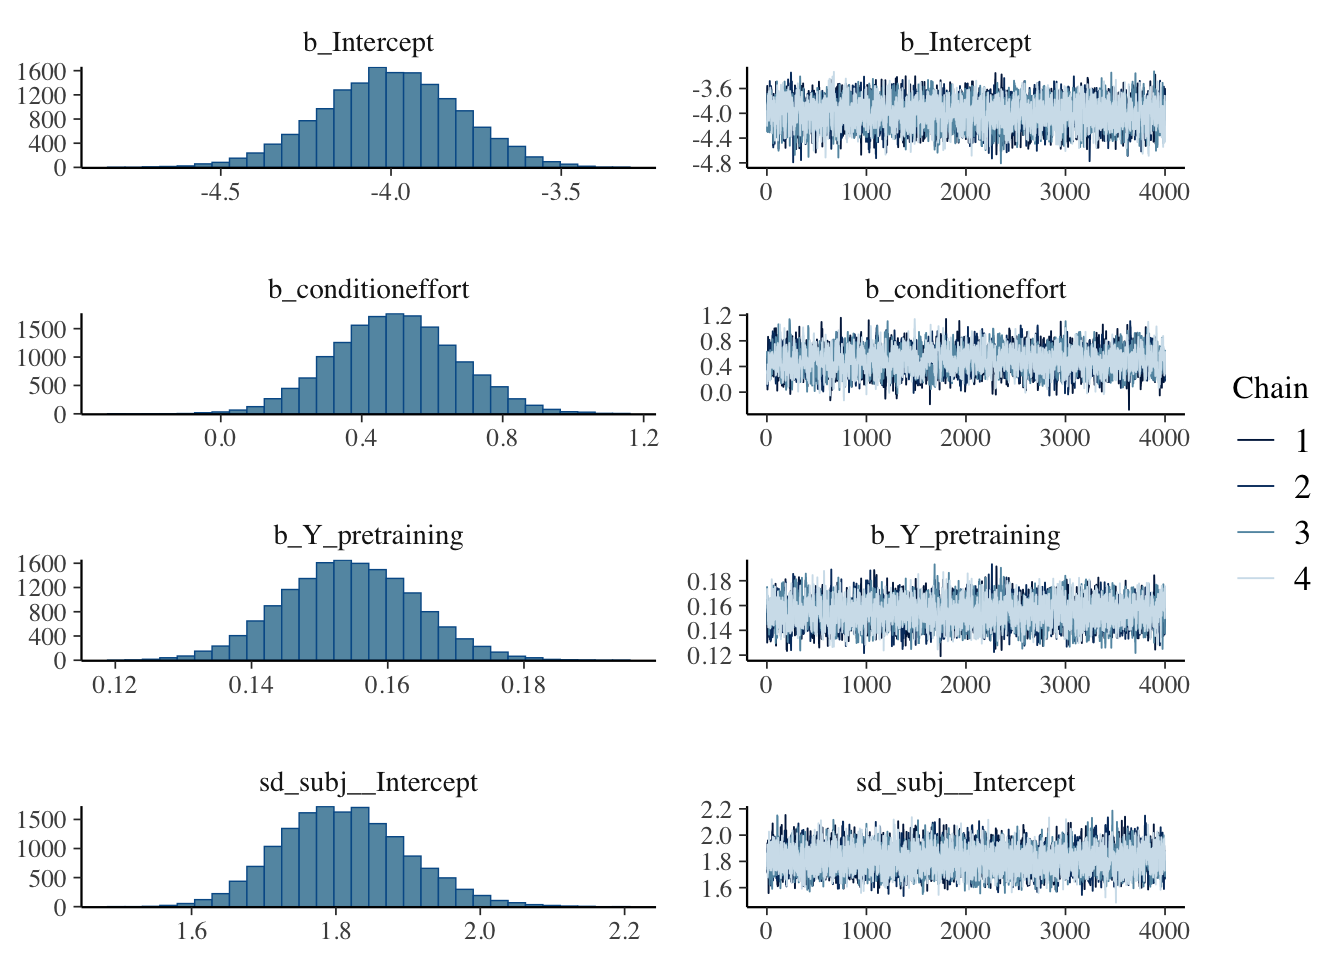 b_Intercept
1600
1200
800
400
0
-4.5 -4.0 -3.5
b_Intercept
-3.6
-4.0
-4.4
-4.8
0 1000 2000 3000 4000
b_conditioneffort
1500
1000
500
0
0.0 0.4 0.8 1.2
b_conditioneffort
1.2
0.8
0.4
0.0
0 1000 2000 3000 4000
b_Y_pretraining
1600
1200
800
400
0
0.12 0.14 0.16 0.18
b_Y_pretraining
0.18
0.16
0.14
0.12
0 1000 2000 3000 4000
sd_subj__Intercept
1500
1000
500
0
1.6 1.8 2.0 2.2
sd_subj__Intercept
2.2
2.0
1.8
1.6
0 1000 2000 3000 4000
Chain
1
2
3
4